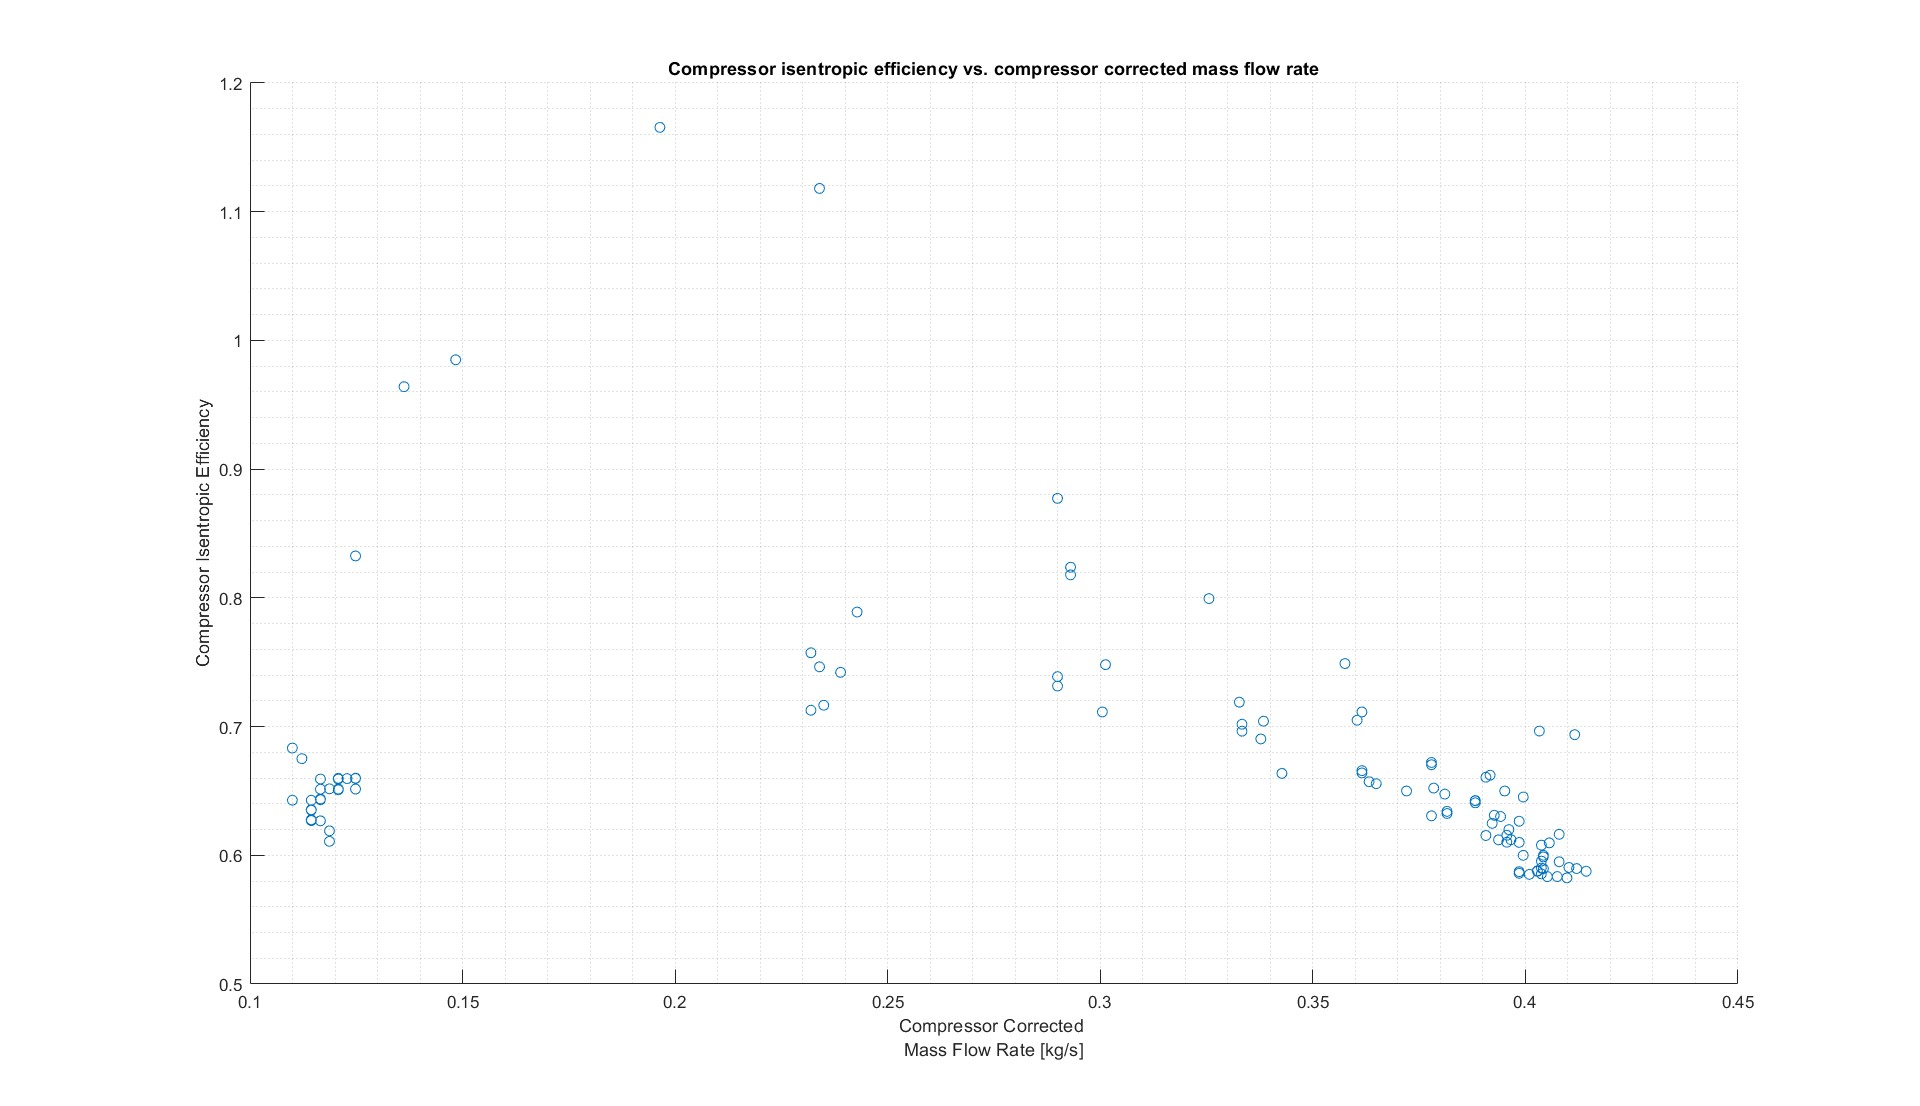 Compressor isentropic efficiency vs. compressor corrected mass flow rate
1.2
1.1
1
0.9
0.8
0.7
0.6
0.5
Compressor Isentropic Efficiency
0.1 0.15 0.2 0.25 0.3 0.35 0.4 0.45
Compressor Corrected
Mass Flow Rate [kg/s]